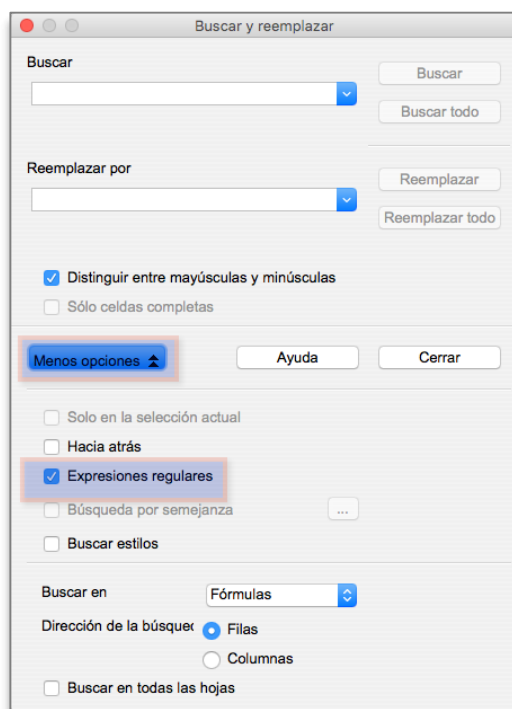 Buscar y reemplazar
Buscar
Buscar
Buscar todo
Reemplazar por
Reemplazar
Reemplazar todo
Distinguir entre mayúsculas y minúsculas
Sólo celdas completas
Menos opciones
Ayuda
Cerrar
Solo en la selección actual
Hacia atrás
Expresiones regulares
Búsqueda por semejanza
...
Buscar estilos
Buscar en
Fórmulas
Dirección de la búsque
Filas
Columnas
Buscar en todas las hojas